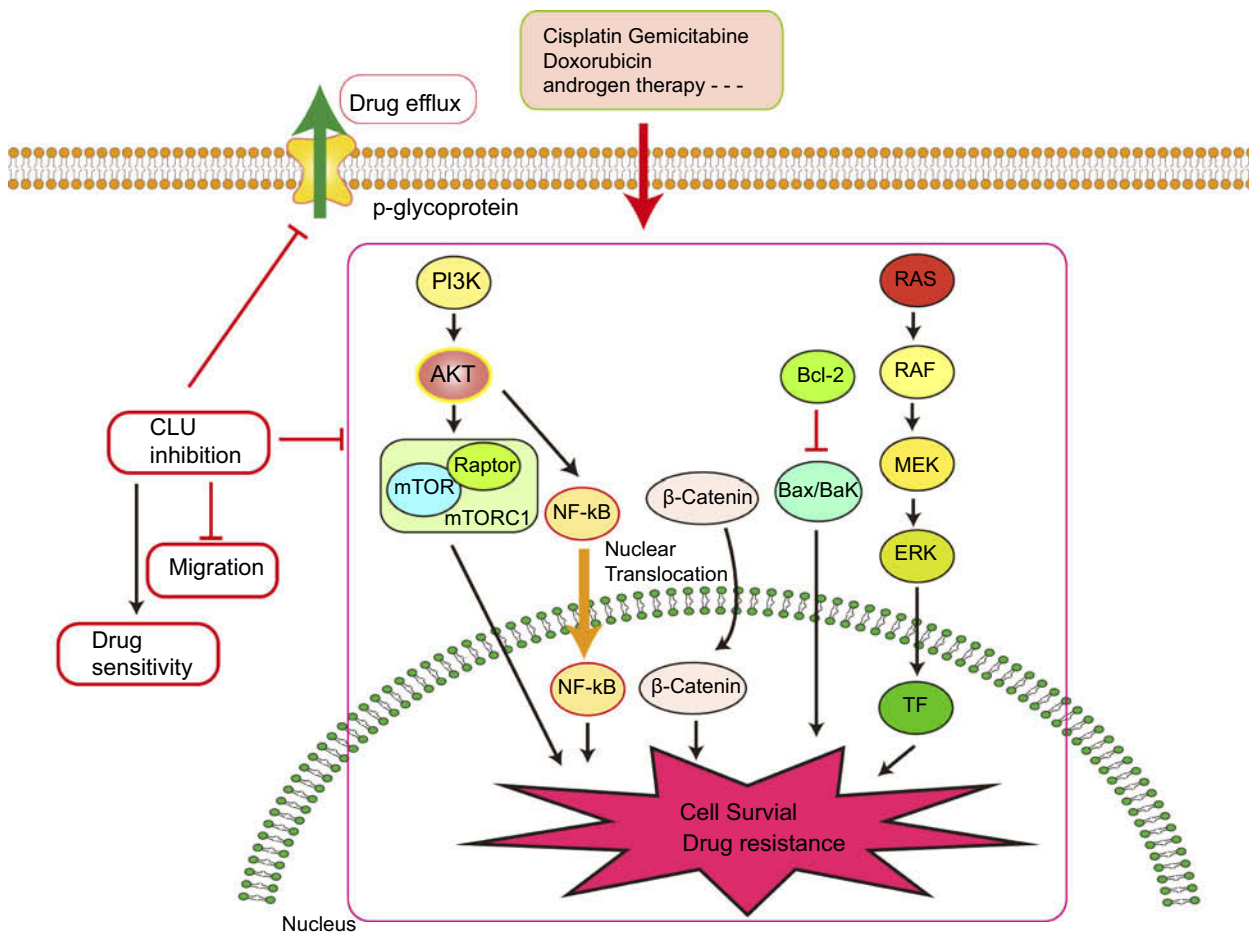 Cisplatin Gemicitabine
Doxorubicin
androgen therapy - - -
Drug efflux
p-glycoprotein
PI3K
RAS
AKT
Bcl-2
RAF
CLU
inhibition
Raptor
mTOR
mTORC1
MEK
NF-kB
β-Catenin
Bax/BaK
ERK
Nuclear
Translocation
Migration
Drug
sensitivity
NF-kB
β-Catenin
TF
Cell Survial
Drug resistance
Nucleus